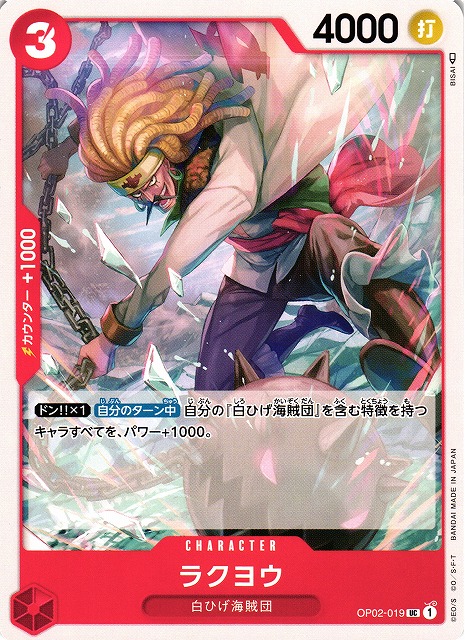 3
4000
打
BISAI
カウンター +1000
ドン!!×1 自分のターン中 自分の『白ひげ海賊団』を含む特徴を持つ
キャラすべてを、パワー+1000。
CHARACTER
ラクヨウ
白ひげ海賊団
OP02-019 UC 1
©E.O/S ©O/S・F・T BANDAI MADE IN JAPAN